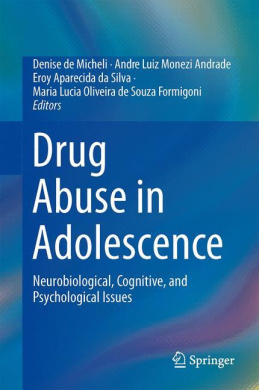 Denise de Micheli · Andre Luiz Monezi Andrade
Eroy Aparecida da Silva ·
Maria Lucia Oliveira de Souza Formigoni
Editors
Drug
Abuse in
Adolescence
Neurobiological, Cognitive, and
Psychological Issues
Springer